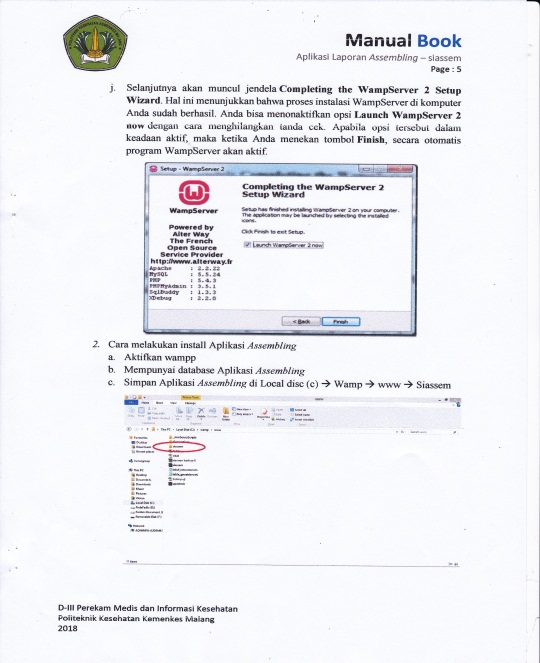 Manual Book
Aplikasi Laporan Assembling – siassem
Page : 5
j. Selanjutnya akan muncul jendela Completing the WampServer 2 Setup
Wizard. Hal ini menunjukkan bahwa proses instalasi WampServer di komputer
Anda sudah berhasil. Anda bisa menonaktifkan opsi Launch WampServer 2
now dengan cara menghilangkan tanda cek. Apabila opsi tersebut dalam
keadaan aktif, maka ketika Anda menekan tombol Finish, secara otomatis
program WampServer akan aktif.
Setup - WampServer 2
Completing the WampServer 2
Setup Wizard
Setup has finished installing WampServer 2 on your computer.
The application may be launched by selecting the installed
icons.
Click Finish to exit Setup.
Launch WampServer 2 now
WampServer
Powered by
Alter Way
The French
Open Source
Service Provider
http://www.alterway.fr
Apache : 2.2.22
MySQL : 5.5.24
PHP : 5.4.3
PHPMyAdmin : 3.5.1
SqlBuddy : 1.3.3
XDebug : 2.2.0
< Back Finish
2. Cara melakukan install Aplikasi Assembling
a. Aktifkan wampp
b. Mempunyai database Aplikasi Assembling
c. Simpan Aplikasi Assembling di Local disc (c) → Wamp → www → Siassem
D-III Perekam Medis dan Informasi Kesehatan
Politeknik Kesehatan Kemenkes Malang
2018